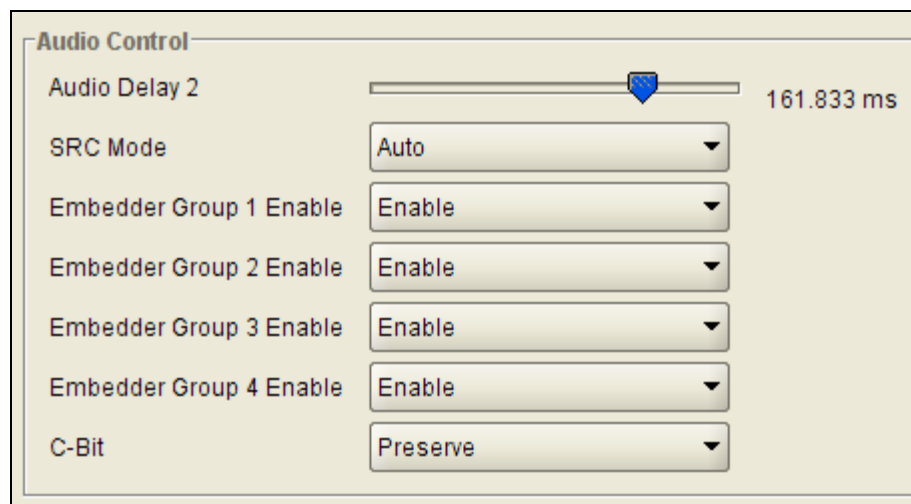 Audio Control
Audio Delay 2 161.833 ms
SRC Mode Auto
Embedder Group 1 Enable Enable
Embedder Group 2 Enable Enable
Embedder Group 3 Enable Enable
Embedder Group 4 Enable Enable
C-Bit Preserve